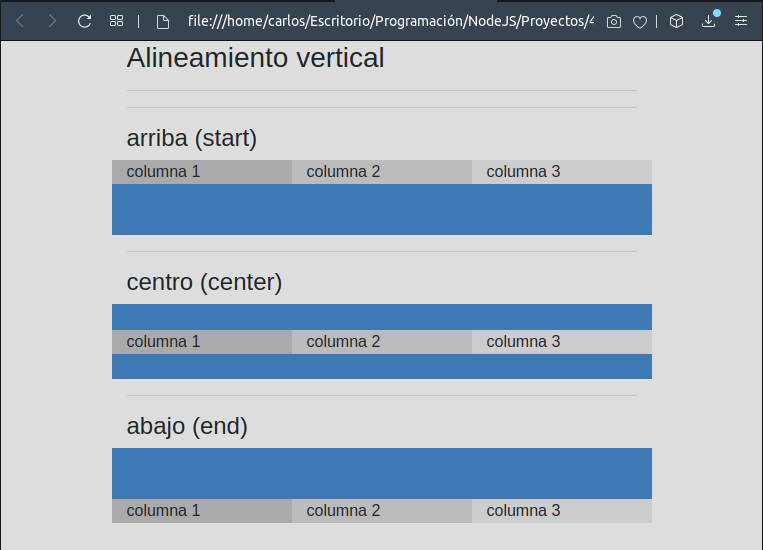 file:///home/carlos/Escritorio/Programación/NodeJS/Proyectos/4
Alineamiento vertical
arriba (start)
columna 1 columna 2 columna 3
centro (center)
columna 1 columna 2 columna 3
abajo (end)
columna 1 columna 2 columna 3